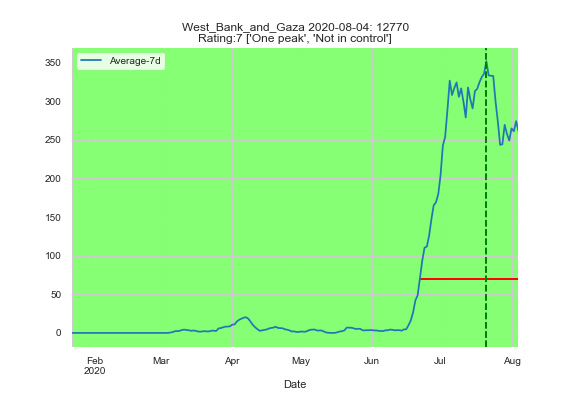 West_Bank_and_Gaza 2020-08-04: 12770
Rating:7 ['One peak', 'Not in control']
Average-7d
350
300
250
200
150
100
50
0
Feb Mar Apr May Jun Jul Aug
2020
Date